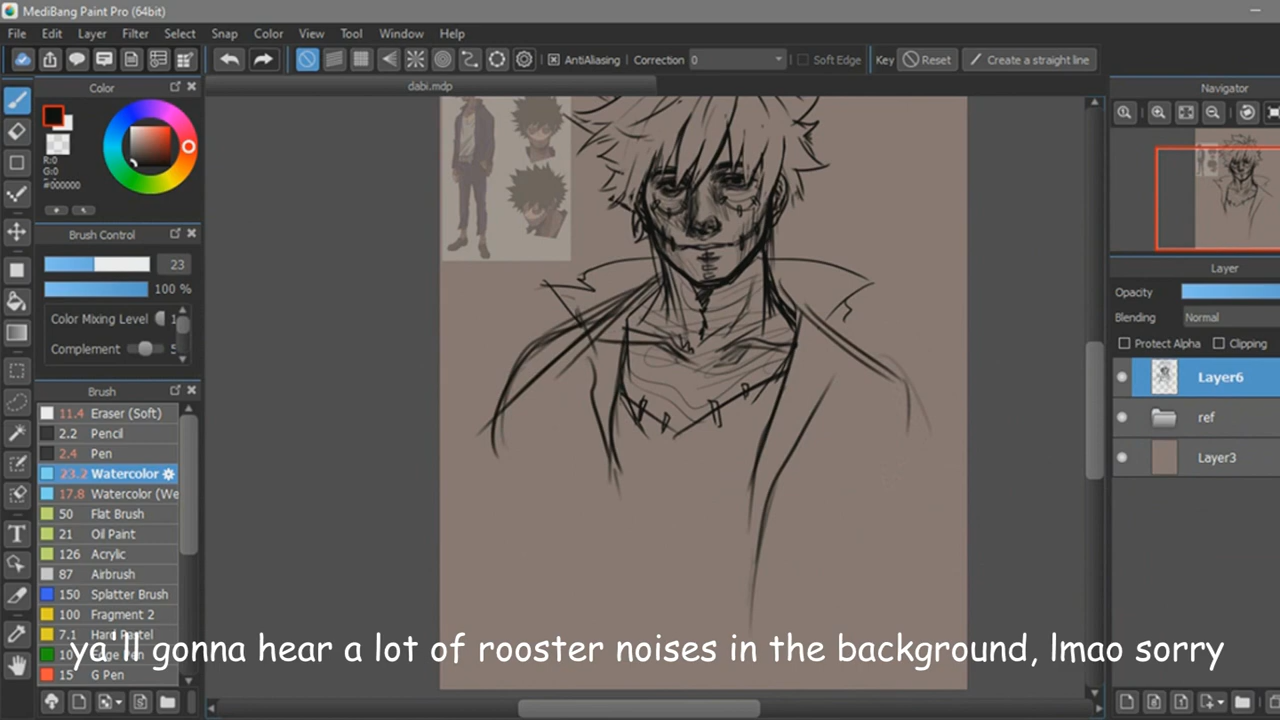 MediBang Paint Pro (64bit)
File Edit Layer Filter Select Snap Color View Tool Window Help
AntiAliasing Correction 0 Soft Edge Key Reset Create a straight line
dabi.mdp
Color
R:0
G:0
#000000
Brush Control
23
100 %
Color Mixing Level 1
Complement 5
Brush
11.4 Eraser (Soft)
2.2 Pencil
2.4 Pen
23.2 Watercolor
17.8 Watercolor (We
50 Flat Brush
21 Oil Paint
126 Acrylic
87 Airbrush
150 Splatter Brush
100 Fragment 2
7.1 Hard Pastel
15 G Pen
Navigator
Layer
Opacity
Blending Normal
Protect Alpha Clipping
Layer6
ref
Layer3
ya'll gonna hear a lot of rooster noises in the background, lmao sorry